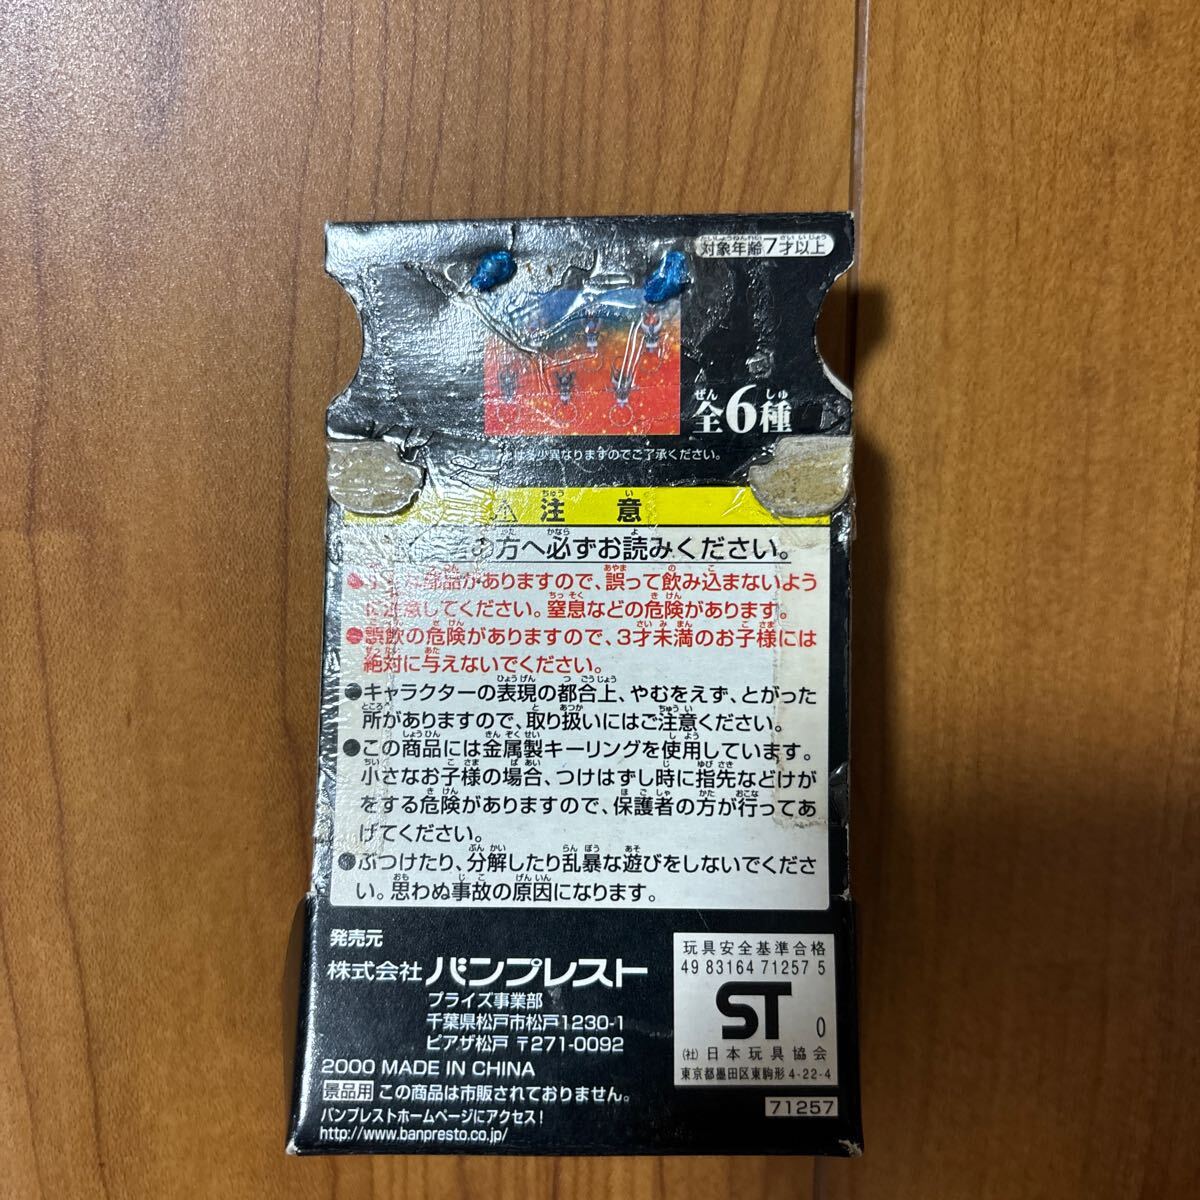 対象年齢7才以上
全6種
は多少異なりますのでご了承ください。
⚠ 注意
の方へ必ずお読みください。
部品がありますので、誤って飲み込まないよう
意してください。窒息などの危険があります。
●誤飲の危険がありますので、3才未満のお子様には
絶対に与えないでください。
●キャラクターの表現の都合上、やむをえず、とがった
所がありますので、取り扱いにはご注意ください。
●この商品には金属製キーリングを使用しています。
小さなお子様の場合、つけはずし時に指先などけが
をする危険がありますので、保護者の方が行ってあ
げてください。
●ぶつけたり、分解したり乱暴な遊びをしないでくださ
い。思わぬ事故の原因になります。
発売元
株式会社 バンプレスト
プライズ事業部
千葉県松戸市松戸1230-1
ピアザ松戸 〒271-0092
2000 MADE IN CHINA
景品用 この商品は市販されておりません。
バンプレストホームページにアクセス!
http://www.banpresto.co.jp/
玩具安全基準合格
49 83164 71257 5
ST 0
(社)日本玩具協会
東京都墨田区東駒形 4-22-4
71257